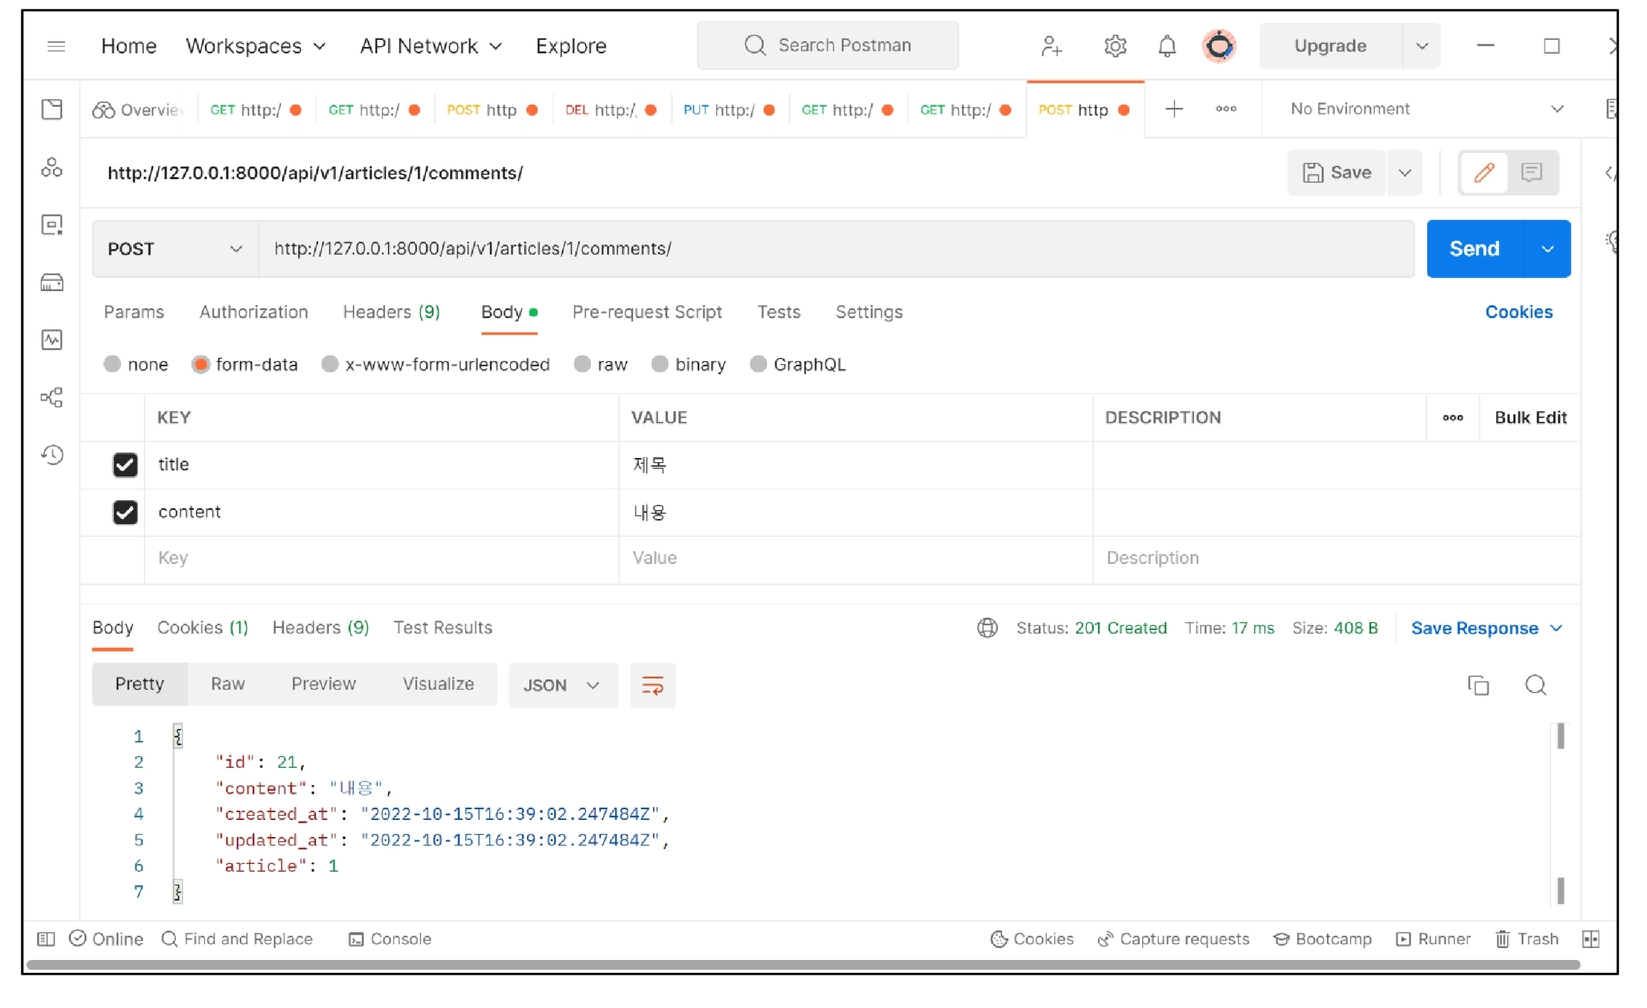 Home Workspaces API Network Explore Search Postman Upgrade
Overvie GET http:/ GET http:/ POST http DEL http:/. PUT http:/ GET http:/ GET http:/ POST http No Environment
http://127.0.0.1:8000/api/v1/articles/1/comments/ Save
POST http://127.0.0.1:8000/api/v1/articles/1/comments/ Send
Params Authorization Headers (9) Body Pre-request Script Tests Settings Cookies
none form-data x-www-form-urlencoded raw binary GraphQL
KEY VALUE DESCRIPTION Bulk Edit
title 제목
content 내용
Key Value Description
Body Cookies (1) Headers (9) Test Results Status: 201 Created Time: 17 ms Size: 408 B Save Response
Pretty Raw Preview Visualize JSON
1 {
2 "id": 21,
3 "content": "내용",
4 "created_at": "2022-10-15T16:39:02.247484Z",
5 "updated_at": "2022-10-15T16:39:02.247484Z",
6 "article": 1
7 }
Online Find and Replace Console Cookies Capture requests Bootcamp Runner Trash